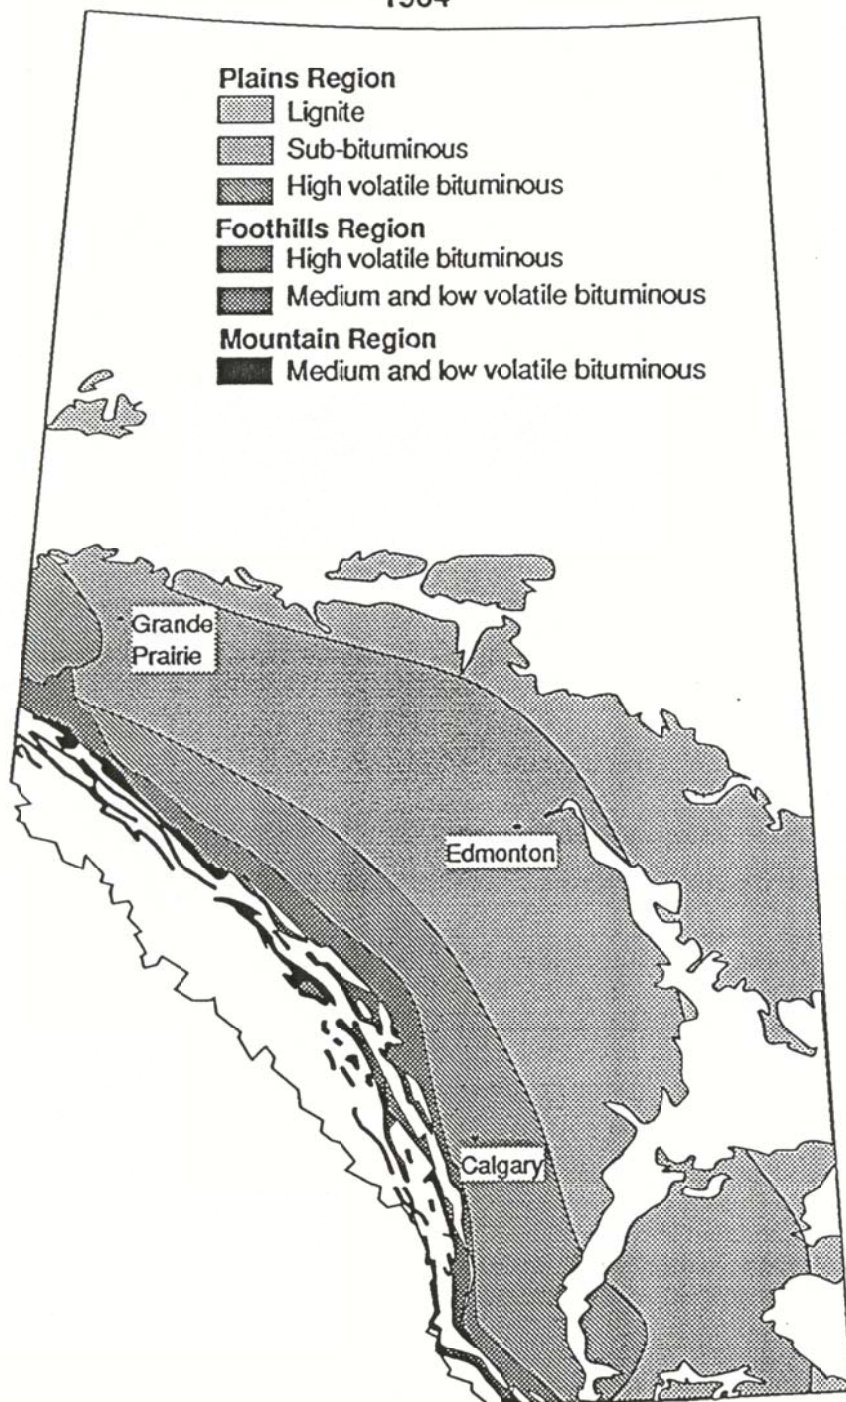 Plains Region
Lignite
Sub-bituminous
High volatile bituminous
Foothills Region
High volatile bituminous
Medium and low volatile bituminous
Mountain Region
Medium and low volatile bituminous
Grande
Prairie
Edmonton
Calgary